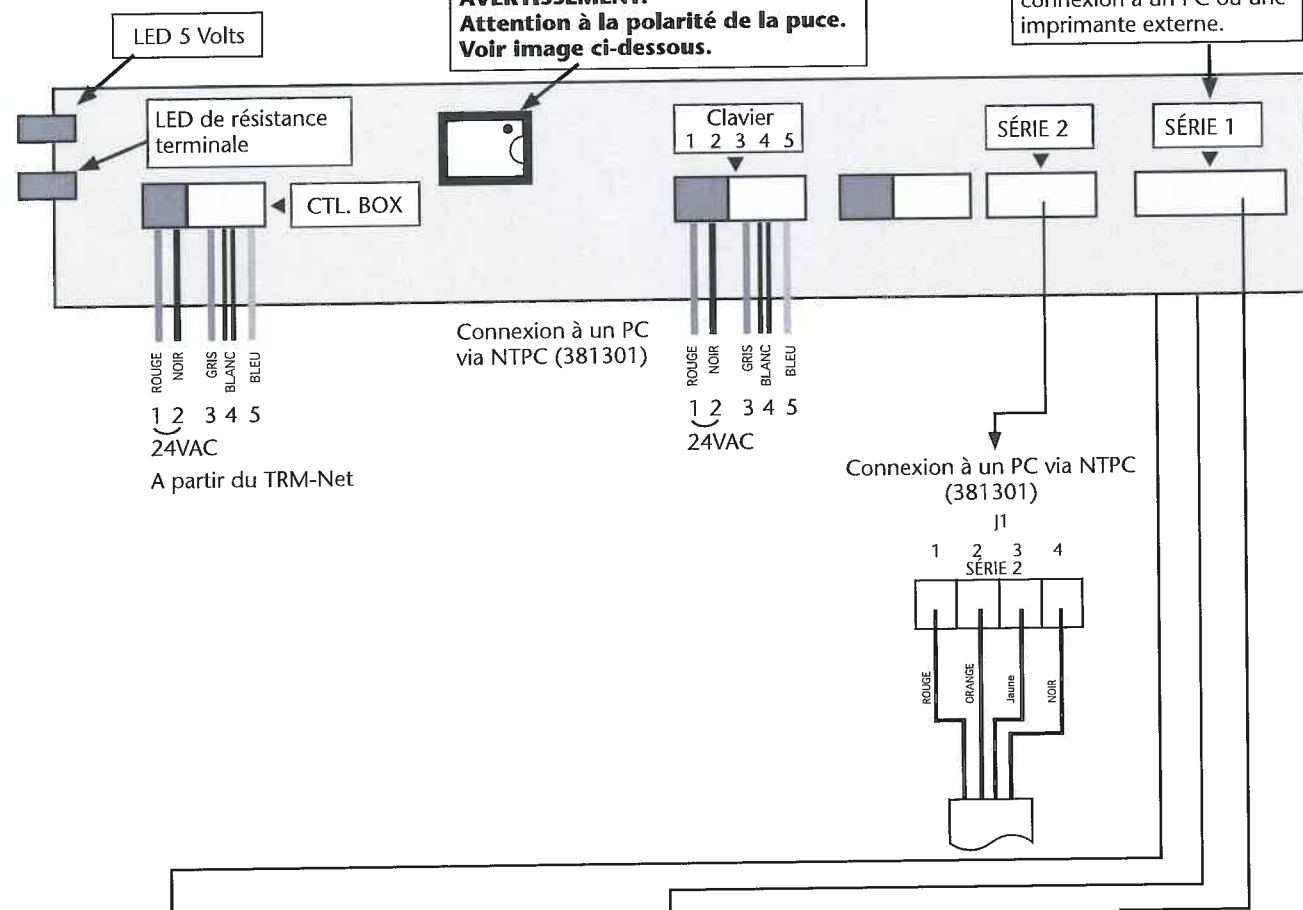 AVERTISSEMENT:
Attention à la polarité de la puce.
Voir image ci-dessous.
connexion à un PC ou une
imprimante externe.
LED 5 Volts
LED de résistance
terminale
CTL. BOX
Clavier
1 2 3 4 5
SÉRIE 2
SÉRIE 1
ROUGE
NOIR
GRIS
BLANC
BLEU
1 2 3 4 5
24VAC
A partir du TRM-Net
Connexion à un PC
via NTPC (381301)
ROUGE
NOIR
GRIS
BLANC
BLEU
1 2 3 4 5
24VAC
Connexion à un PC via NTPC
(381301)
J1
1 2 3 4
SÉRIE 2
ROUGE
ORANGE
Jaune
NOIR